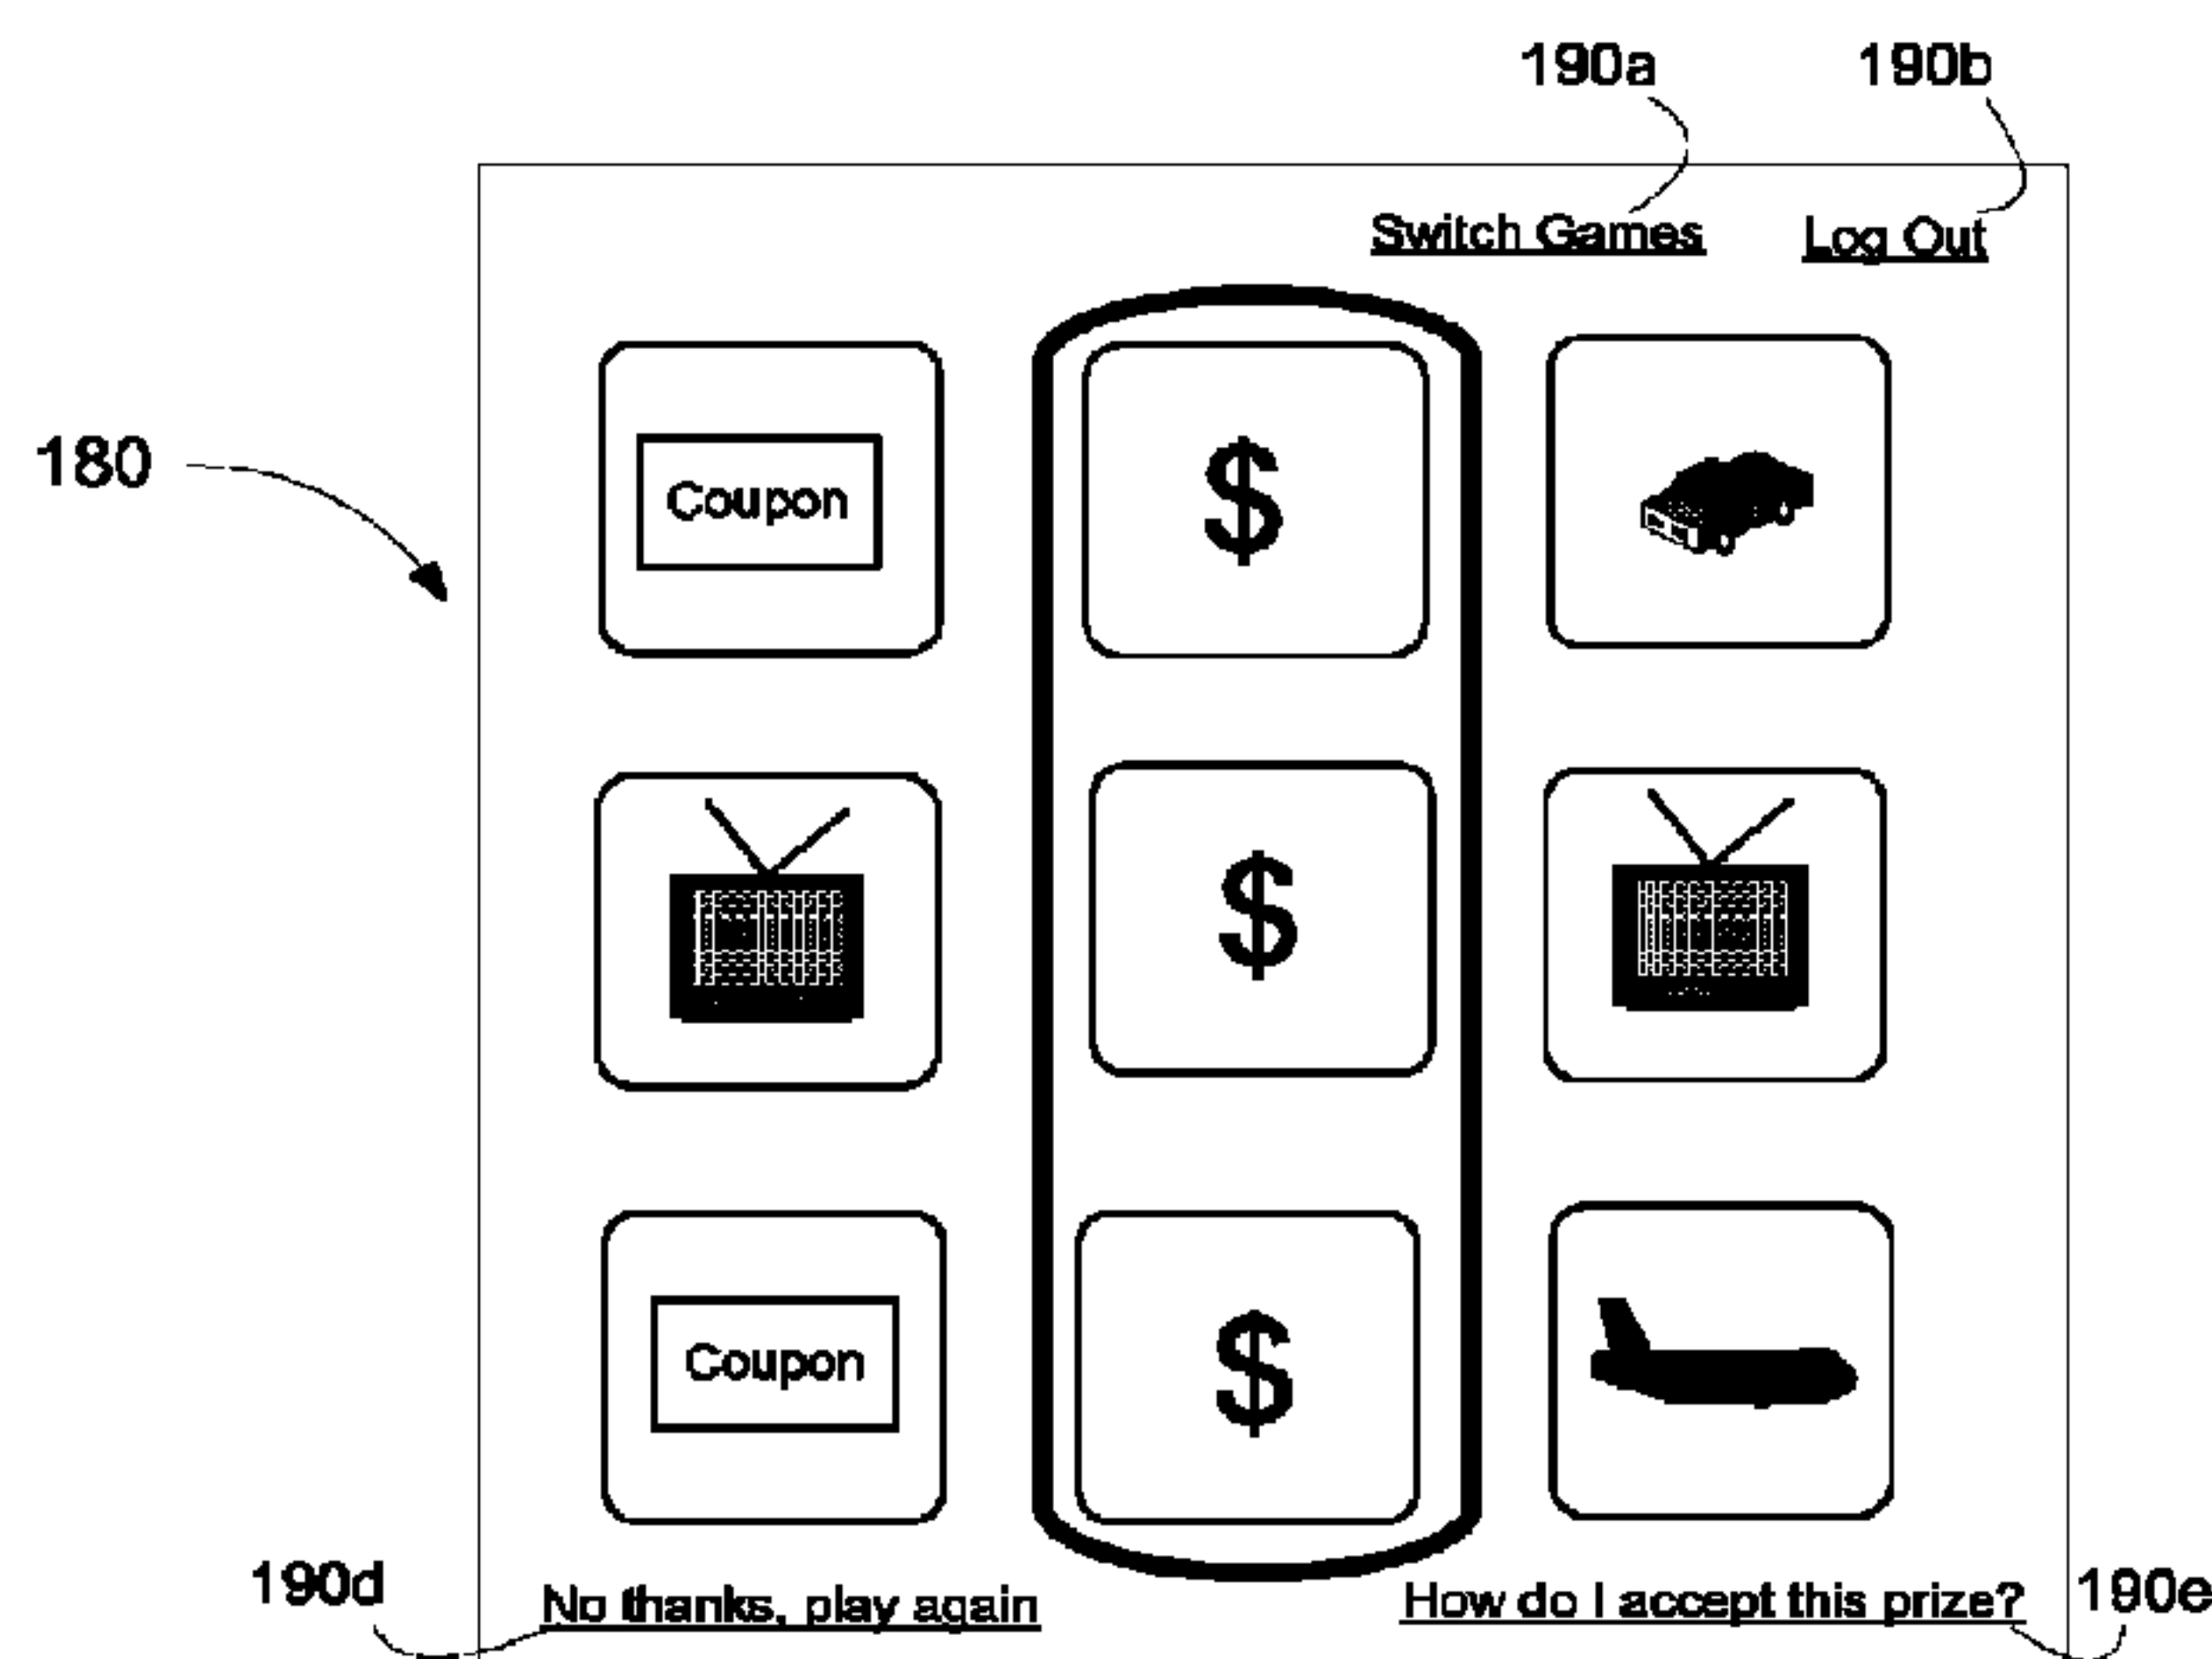 190a 190b
Switch Games Log Out
180
Coupon $
$
Coupon $
190d 190e
No thanks, play again How do I accept this prize?